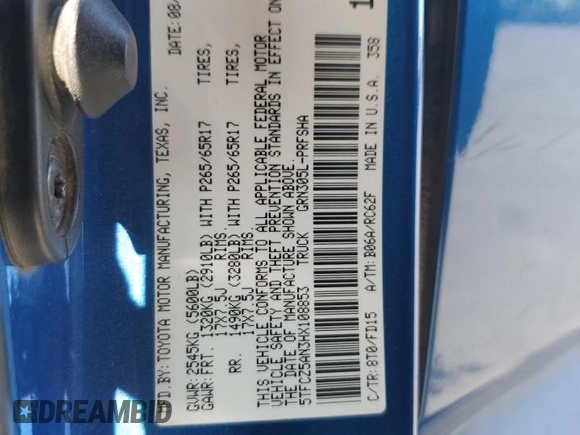 MFD. BY: TOYOTA MOTOR MANUFACTURING, TEXAS, INC. DATE:
GVWR: 2545KG (5600LB)
GAWR: FRT. 1320KG (2910LB) WITH P265/65R17 TIRES,
17X7.5J RIMS.
RR. 1490KG (3280LB) WITH P265/65R17 TIRES,
17X7.5J RIMS.
THIS VEHICLE CONFORMS TO ALL APPLICABLE FEDERAL MOTOR
VEHICLE SAFETY AND THEFT PREVENTION STANDARDS IN EFFECT ON
THE DATE OF MANUFACTURE SHOWN ABOVE.
5TFCZ5AN3HX108853 TRUCK GRN305L-PRFSHA
C/TR: 8T0/FD15 A/TM: B06A/RC62F MADE IN U.S.A. 358
DREAMBID